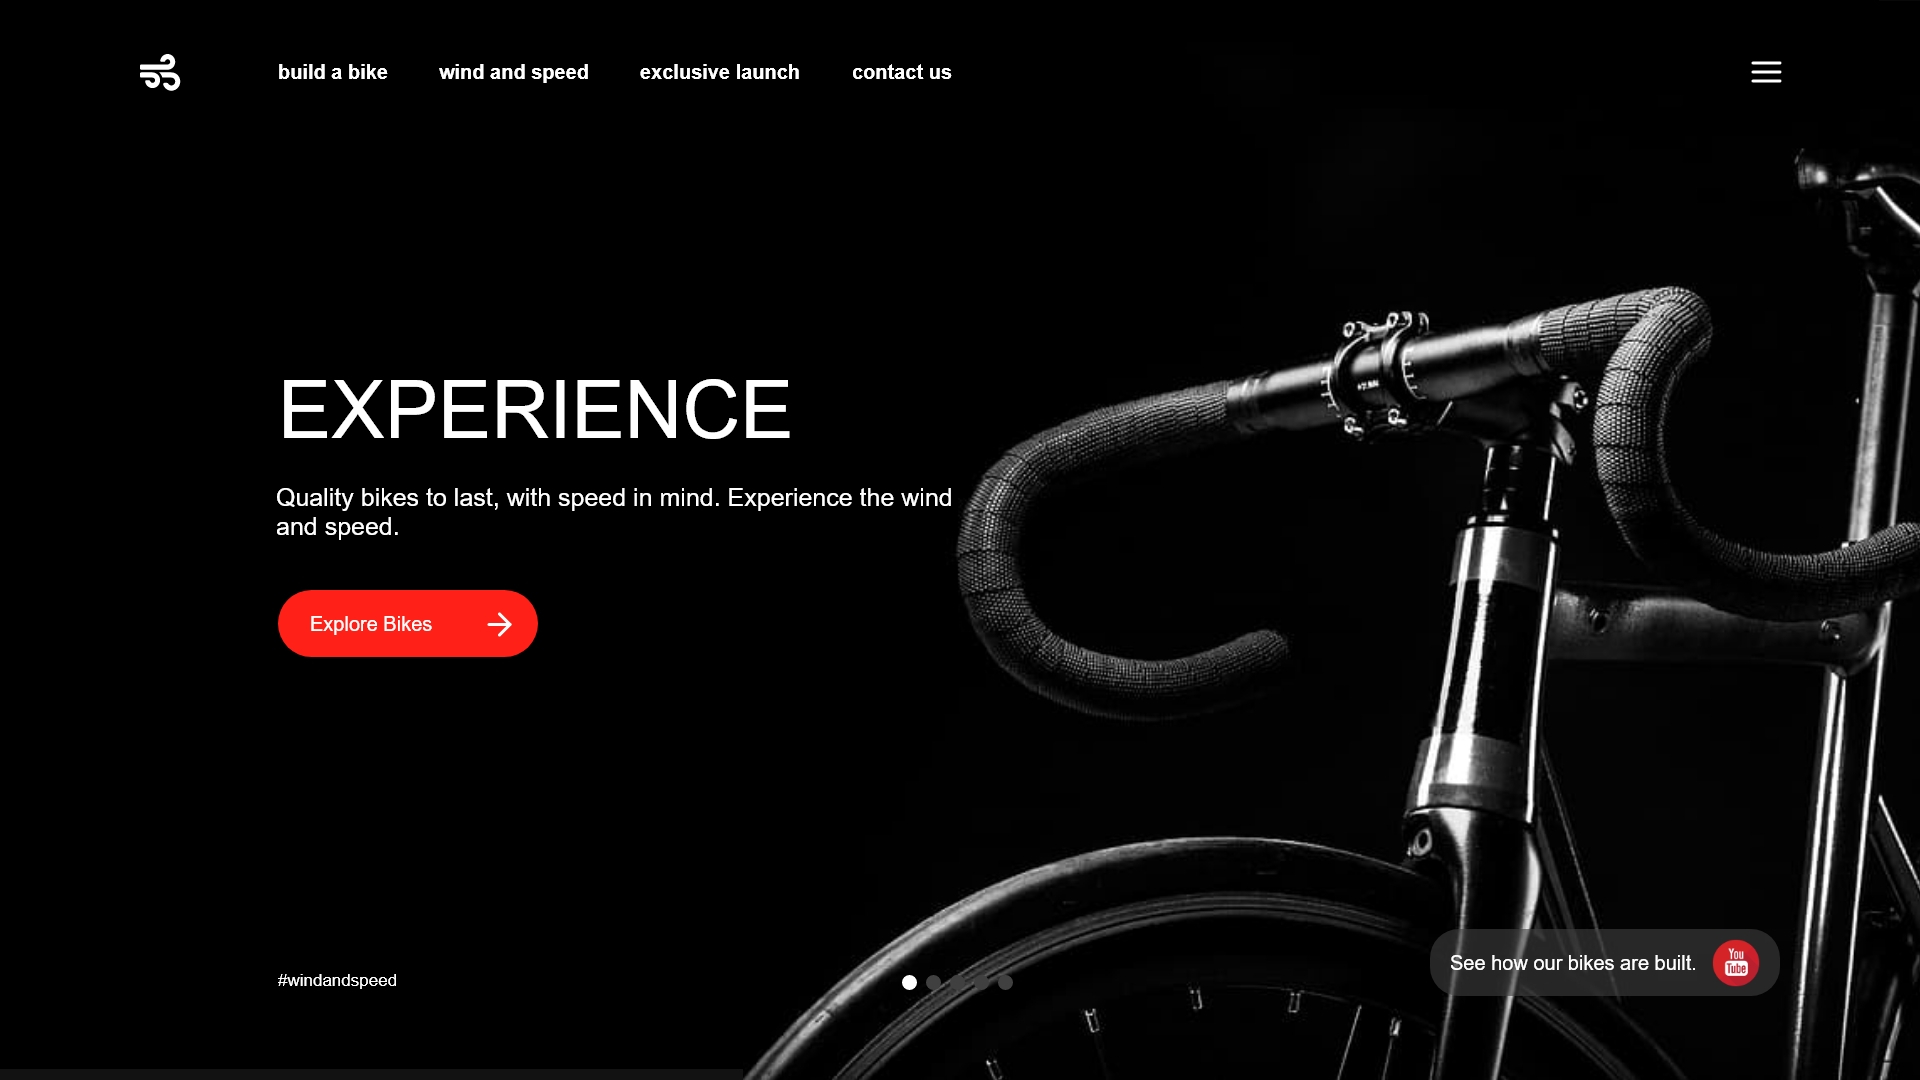 build a bike
wind and speed
exclusive launch
contact us
EXPERIENCE
Quality bikes to last, with speed in mind. Experience the wind
and speed.
Explore Bikes
#windandspeed
See how our bikes are built.
You
Tube